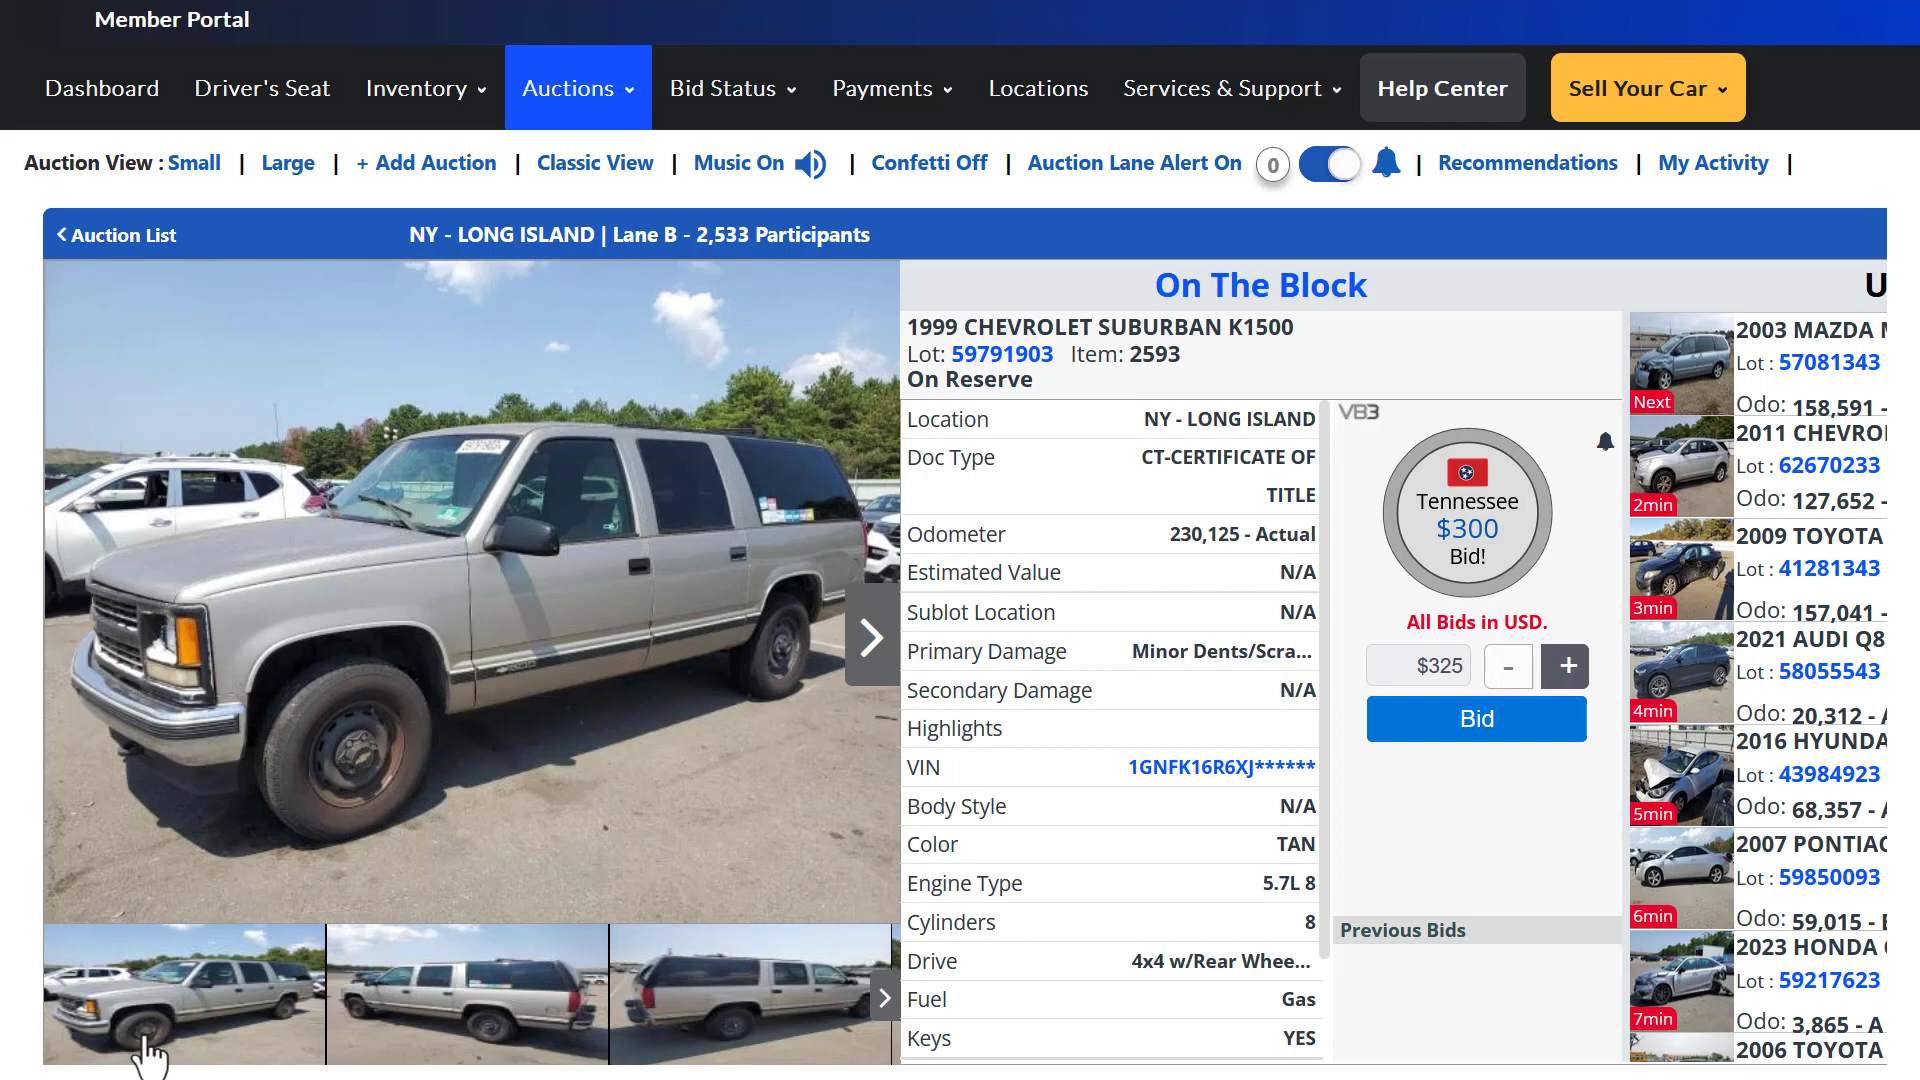 Member Portal
Dashboard Driver's Seat Inventory Auctions Bid Status Payments Locations Services & Support Help Center Sell Your Car
Auction View : Small | Large | + Add Auction | Classic View | Music On | Confetti Off | Auction Lane Alert On 0 | Recommendations | My Activity |
Auction List
NY - LONG ISLAND | Lane B - 2,533 Participants
On The Block
1999 CHEVROLET SUBURBAN K1500
Lot: 59791903 Item: 2593
On Reserve
Location NY - LONG ISLAND
Doc Type CT-CERTIFICATE OF
TITLE
Odometer 230,125 - Actual
Estimated Value N/A
Sublot Location N/A
Primary Damage Minor Dents/Scra...
Secondary Damage N/A
Highlights
VIN 1GNFK16R6XJ******
Body Style N/A
Color TAN
Engine Type 5.7L 8
Cylinders 8
Drive 4x4 w/Rear Whee...
Fuel Gas
Keys YES
VB3
Tennessee
$300
Bid!
All Bids in USD.
$325 - +
Bid
Previous Bids
U
2003 MAZDA
Lot : 57081343
Next
Odo: 158,591 -
2011 CHEVROL
Lot : 62670233
2min
Odo: 127,652 -
2009 TOYOTA
Lot : 41281343
3min
Odo: 157,041 -
2021 AUDI Q8
Lot : 58055543
4min
Odo: 20,312 - A
2016 HYUNDA
Lot : 43984923
5min
Odo: 68,357 - A
2007 PONTIAC
Lot : 59850093
6min
Odo: 59,015 - E
2023 HONDA
Lot : 59217623
7min
Odo: 3,865 - A
2006 TOYOTA